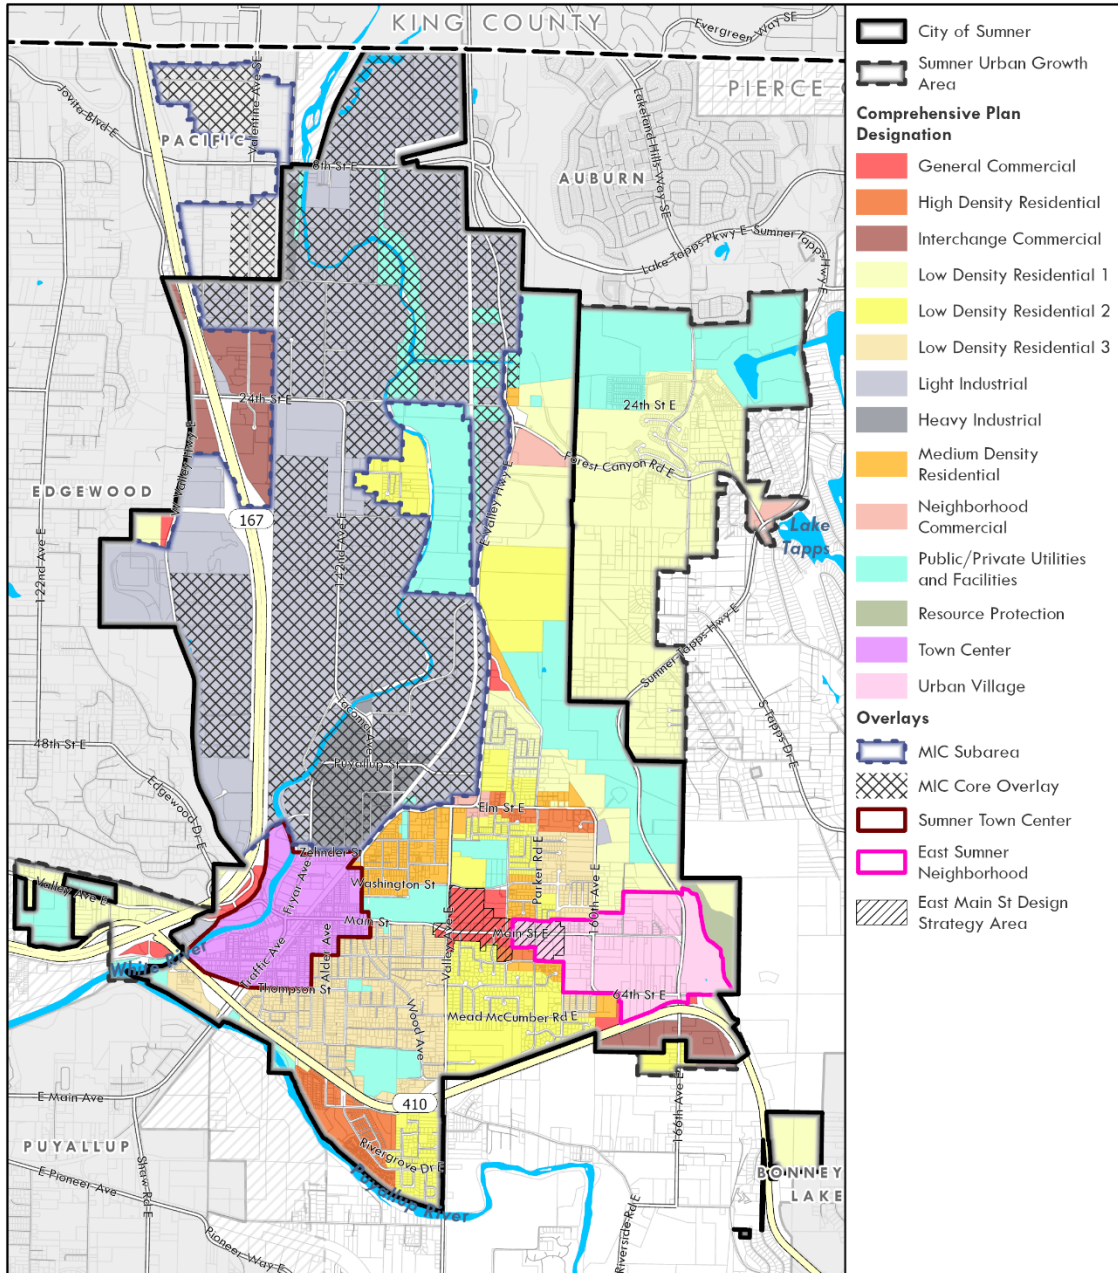 KING COUNTY
Evergreen Way SE
PIERCE C
Jovita Blvd E
Valentine Ave SE
PACIFIC
8th St E
AUBURN
Lakeland Hills Way SE
Lake Tapps Pkwy E
Sumner Tapps Hwy E
24th St E
24th St E
W Valley Hwy E
E Valley Hwy E
Forest Canyon Rd E
EDGEWOOD
167
122nd Ave E
142nd Ave E
Lake
Tapps
Sumner-Tapps Hwy E
S Tapps Dr E
Tacoma Ave
Puyallup St
48th St E
Edgewood Dr E
Elm St E
Zehnder St
Washington St
Parker Rd E
160th Ave E
Valley Ave E
Fryar Ave
Main St
Main St E
Valley Ave E
Traffic Ave
Alder Ave
White River
Thompson St
Wood Ave
64th St E
Mead McCumber Rd E
E Main Ave
410
166th Ave E
PUYALLUP
Shaw Rd E
E Pioneer Ave
Rivergrove Dr E
Puyallup River
Pioneer Way E
Riverside Rd E
BONNEY
LAKE
City of Sumner
Sumner Urban Growth
Area
Comprehensive Plan
Designation
General Commercial
High Density Residential
Interchange Commercial
Low Density Residential 1
Low Density Residential 2
Low Density Residential 3
Light Industrial
Heavy Industrial
Medium Density
Residential
Neighborhood
Commercial
Public/Private Utilities
and Facilities
Resource Protection
Town Center
Urban Village
Overlays
MIC Subarea
MIC Core Overlay
Sumner Town Center
East Sumner
Neighborhood
East Main St Design
Strategy Area